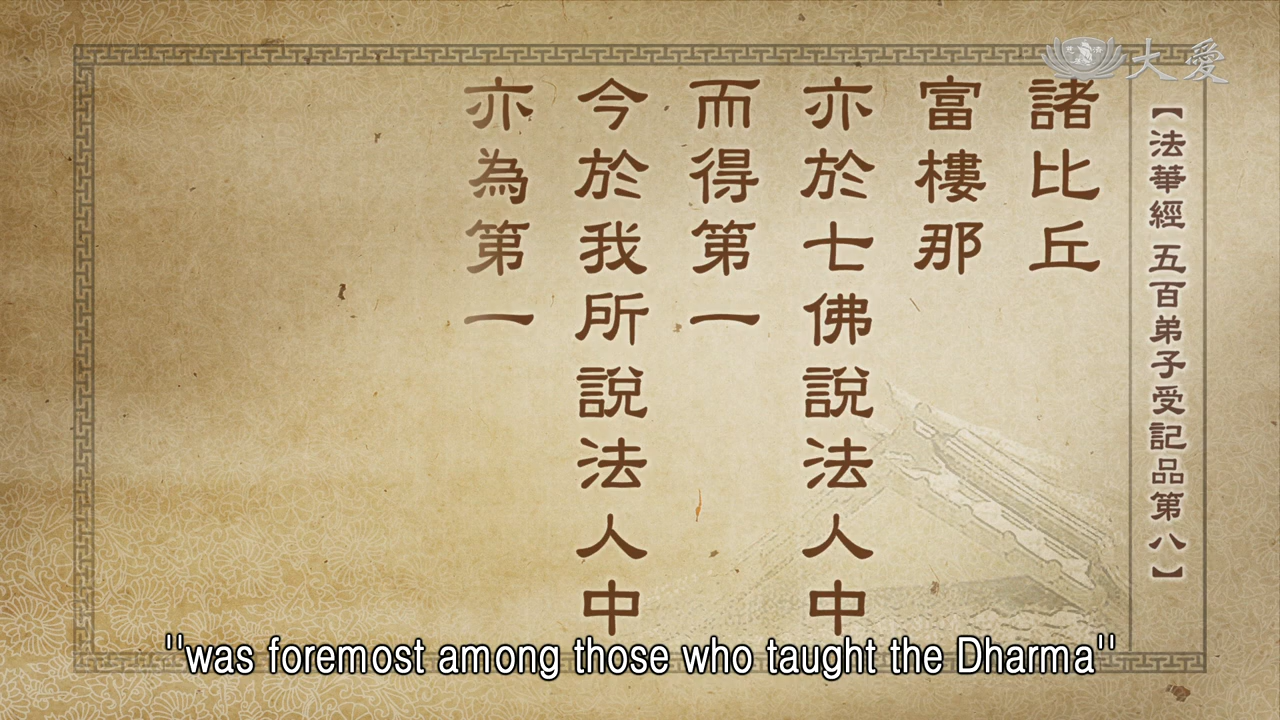 大愛
【法華經 五百弟子受記品第八】
諸比丘
富樓那
亦於七佛說法人中
而得第一
今於我所說法人中
亦為第一
"was foremost among those who taught the Dharma"